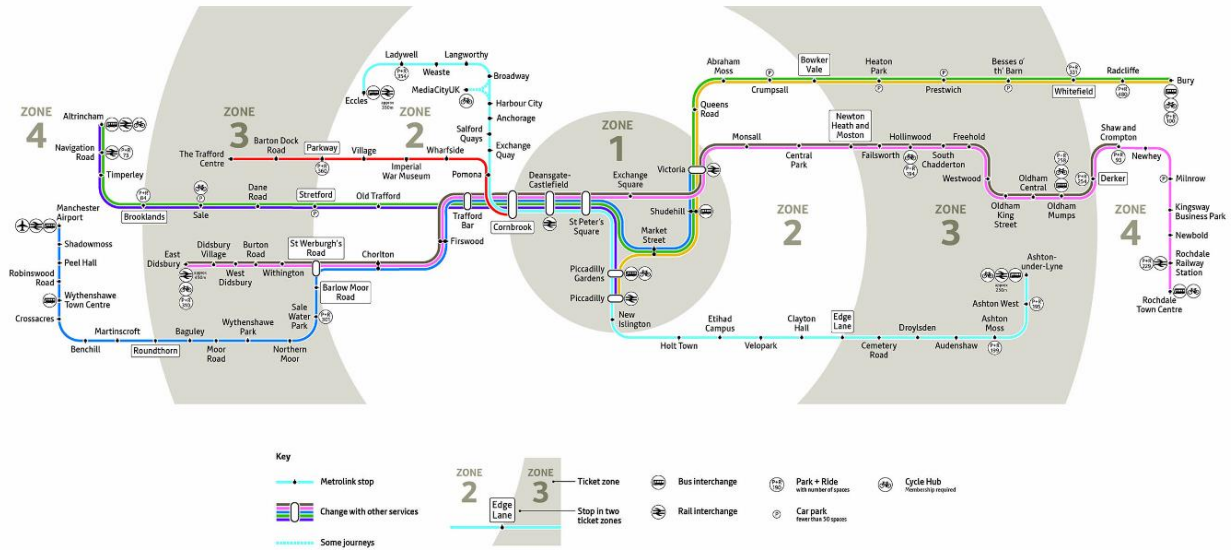 ZONE
4
Altrincham
Navigation
Road
P+R
73
Timperley
P+R
84
Brooklands
Sale
P
Dane
Road
Stretford
P
Old Trafford
ZONE
3
The Trafford
Centre
Barton Dock
Road
Parkway
Village
Imperial
War Museum
Wharfside
Pomona
ZONE
2
Ladywell
P+R
Weaste
Langworthy
Eccles
MediaCityUK
Broadway
Harbour City
Anchorage
Salford
Quays
Exchange
Quay
Manchester
Airport
Shadowmoss
Peel Hall
Robinswood
Road
Wythenshawe
Town Centre
Crossacres
Benchill
Martinscroft
Roundthorn
Baguley
Moor
Road
Wythenshawe
Park
Northern
Moor
Sale
Water
Park
P+R
Barlow Moor
Road
St Werburgh's
Road
East
Didsbury
P+R
Didsbury
Village
West
Didsbury
Burton
Road
Withington
Chorlton
Firswood
Trafford
Bar
Cornbrook
Deansgate-
Castlefield
St Peter's
Square
ZONE
1
Exchange
Square
Victoria
Shudehill
Market
Street
Piccadilly
Gardens
Piccadilly
New
Islington
Holt Town
Etihad
Campus
Velopark
Clayton
Hall
Edge
Lane
Cemetery
Road
Droylsden
Audenshaw
Ashton
Moss
P+R
Ashton West
P+R
Ashton-
under-Lyne
Queens
Road
Abraham
Moss
P
Crumpsall
Bowker
Vale
Heaton
Park
P
P
Prestwich
Besses o'
th' Barn
P
P+R
Whitefield
Radcliffe
P+R
Bury
P+R
Monsall
Central
Park
Newton
Heath and
Moston
Failsworth
Hollinwood
P+R
South
Chadderton
Freehold
Westwood
Oldham
King
Street
Oldham
Central
Oldham
Mumps
P+R
Derker
P+R
Shaw and
Crompton
P+R
Newhey
P
Milnrow
Kingsway
Business Park
Newbold
P+R
Rochdale
Railway
Station
Rochdale
Town Centre
ZONE
2
ZONE
3
ZONE
4
Key
Metrolink stop
Change with other services
Some journeys
ZONE
2
ZONE
3
Edge
Lane
Ticket zone
Stop in two
ticket zones
Bus interchange
Rail interchange
P+R
Park + Ride
with number of spaces
P
Car park
fewer than 50 spaces
Cycle Hub
Membership required